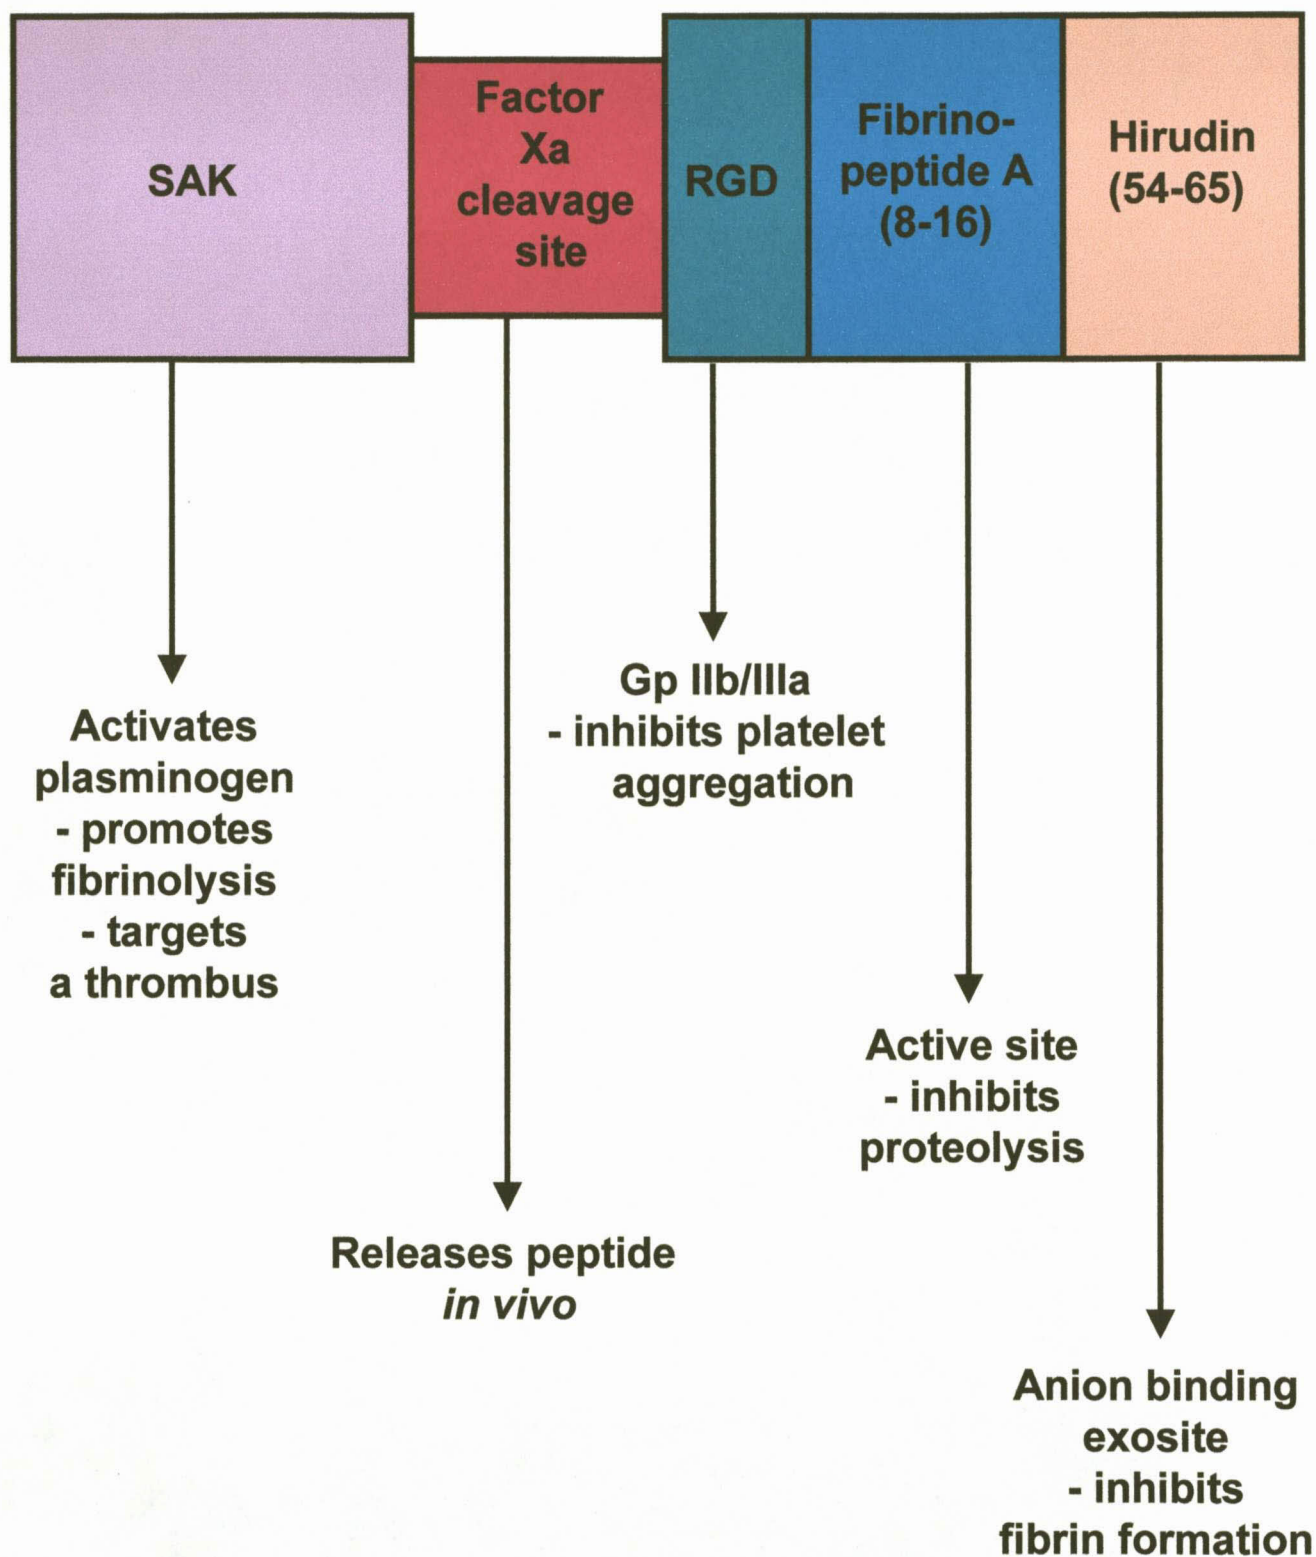 SAK
Factor
Xa
cleavage
site
RGD
Fibrino-
peptide A
(8-16)
Hirudin
(54-65)
Activates
plasminogen
- promotes
fibrinolysis
- targets
a thrombus
Releases peptide
in vivo
Gp IIb/IIIa
- inhibits platelet
aggregation
Active site
- inhibits
proteolysis
Anion binding
exosite
- inhibits
fibrin formation